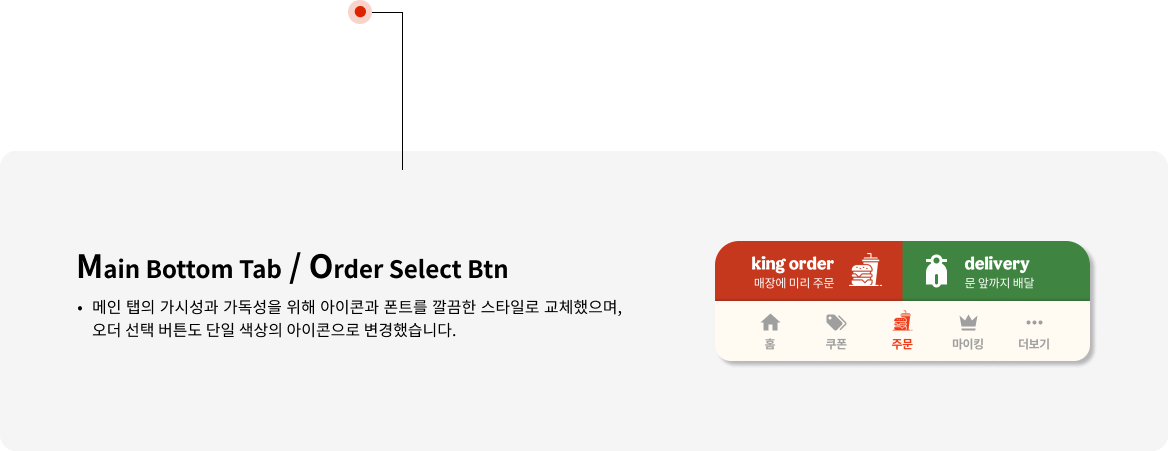 Main Bottom Tab / Order Select Btn
• 메인 탭의 가시성과 가독성을 위해 아이콘과 폰트를 깔끔한 스타일로 교체했으며,
오더 선택 버튼도 단일 색상의 아이콘으로 변경했습니다.
king order
매장에 미리 주문
delivery
문 앞까지 배달
홈
쿠폰
주문
마이킹
더보기